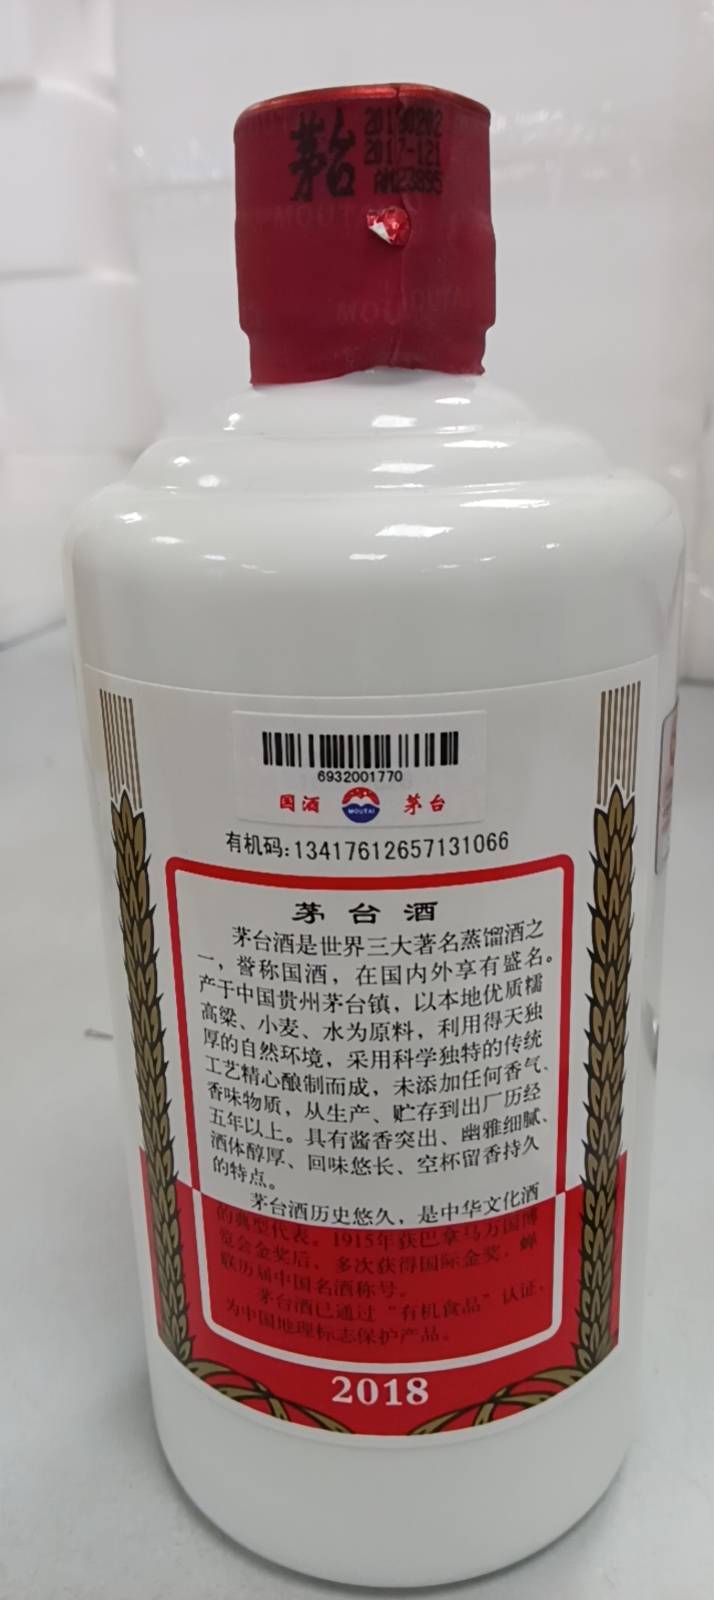 茅台
2017-121
MOUTAI
MOUTAI
6932001770
国酒 MOUTAI 茅台
有机码:13417612657131066
茅台酒
茅台酒是世界三大著名蒸馏酒之
一，誉称国酒，在国内外享有盛名。
产于中国贵州茅台镇，以本地优质糯
高粱、小麦、水为原料，利用得天独
厚的自然环境，采用科学独特的传统
工艺精心酿制而成，未添加任何香气、
香味物质，从生产、贮存到出厂历经
五年以上。具有酱香突出、幽雅细腻、
酒体醇厚、回味悠长、空杯留香持久
的特点。
茅台酒历史悠久，是中华文化酒
的典型代表。1915年获巴拿马万国博
览会金奖后，多次获得国际金奖，蝉
联历届中国名酒称号。
茅台酒已通过“有机食品”认证，
为中国地理标志保护产品。
2018